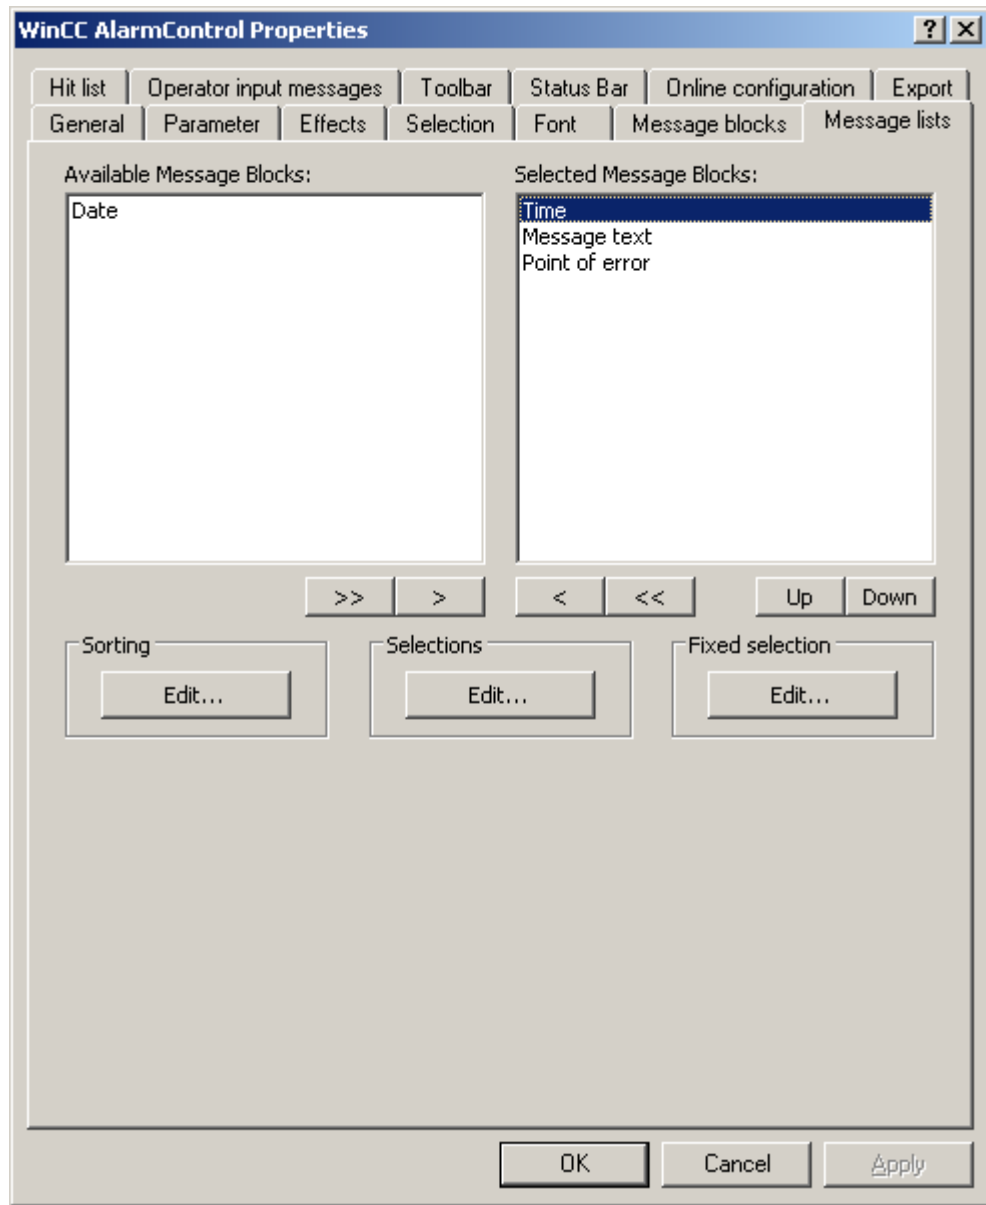 WinCC AlarmControl Properties
Hit list Operator input messages Toolbar Status Bar Online configuration Export
General Parameter Effects Selection Font Message blocks Message lists
Available Message Blocks: Selected Message Blocks:
Date Time
Message text
Point of error
>> > < << Up Down
Sorting Selections Fixed selection
Edit... Edit... Edit...
OK Cancel Apply